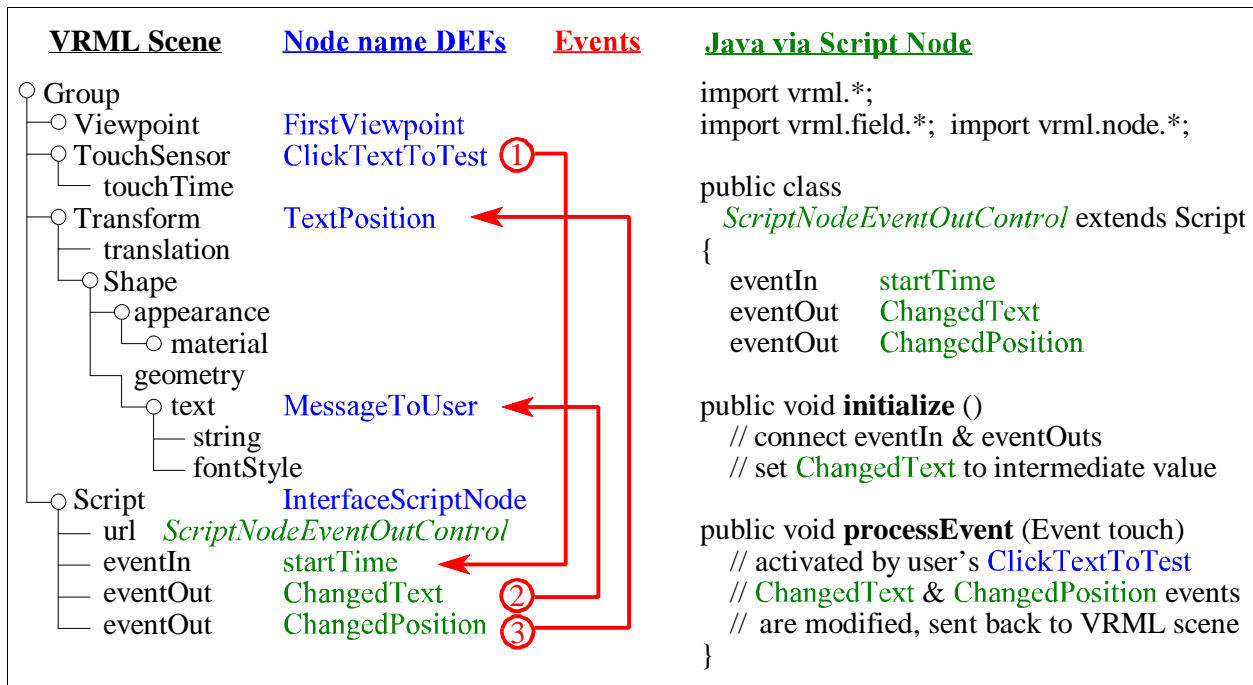 VRML Scene Node name DEFs Events Java via Script Node
Group
Viewpoint FirstViewpoint
TouchSensor ClickTextToTest 1
touchTime
Transform TextPosition
translation
Shape
appearance
material
geometry
text MessageToUser
string
fontStyle
Script InterfaceScriptNode
url ScriptNodeEventOutControl
eventIn startTime
eventOut ChangedText 2
eventOut ChangedPosition 3
import vrml.*;
import vrml.field.*; import vrml.node.*;
public class
ScriptNodeEventOutControl extends Script
{
eventIn startTime
eventOut ChangedText
eventOut ChangedPosition
public void initialize ()
// connect eventIn & eventOuts
// set ChangedText to intermediate value
public void processEvent (Event touch)
// activated by user’s ClickTextToTest
// ChangedText & ChangedPosition events
// are modified, sent back to VRML scene
}